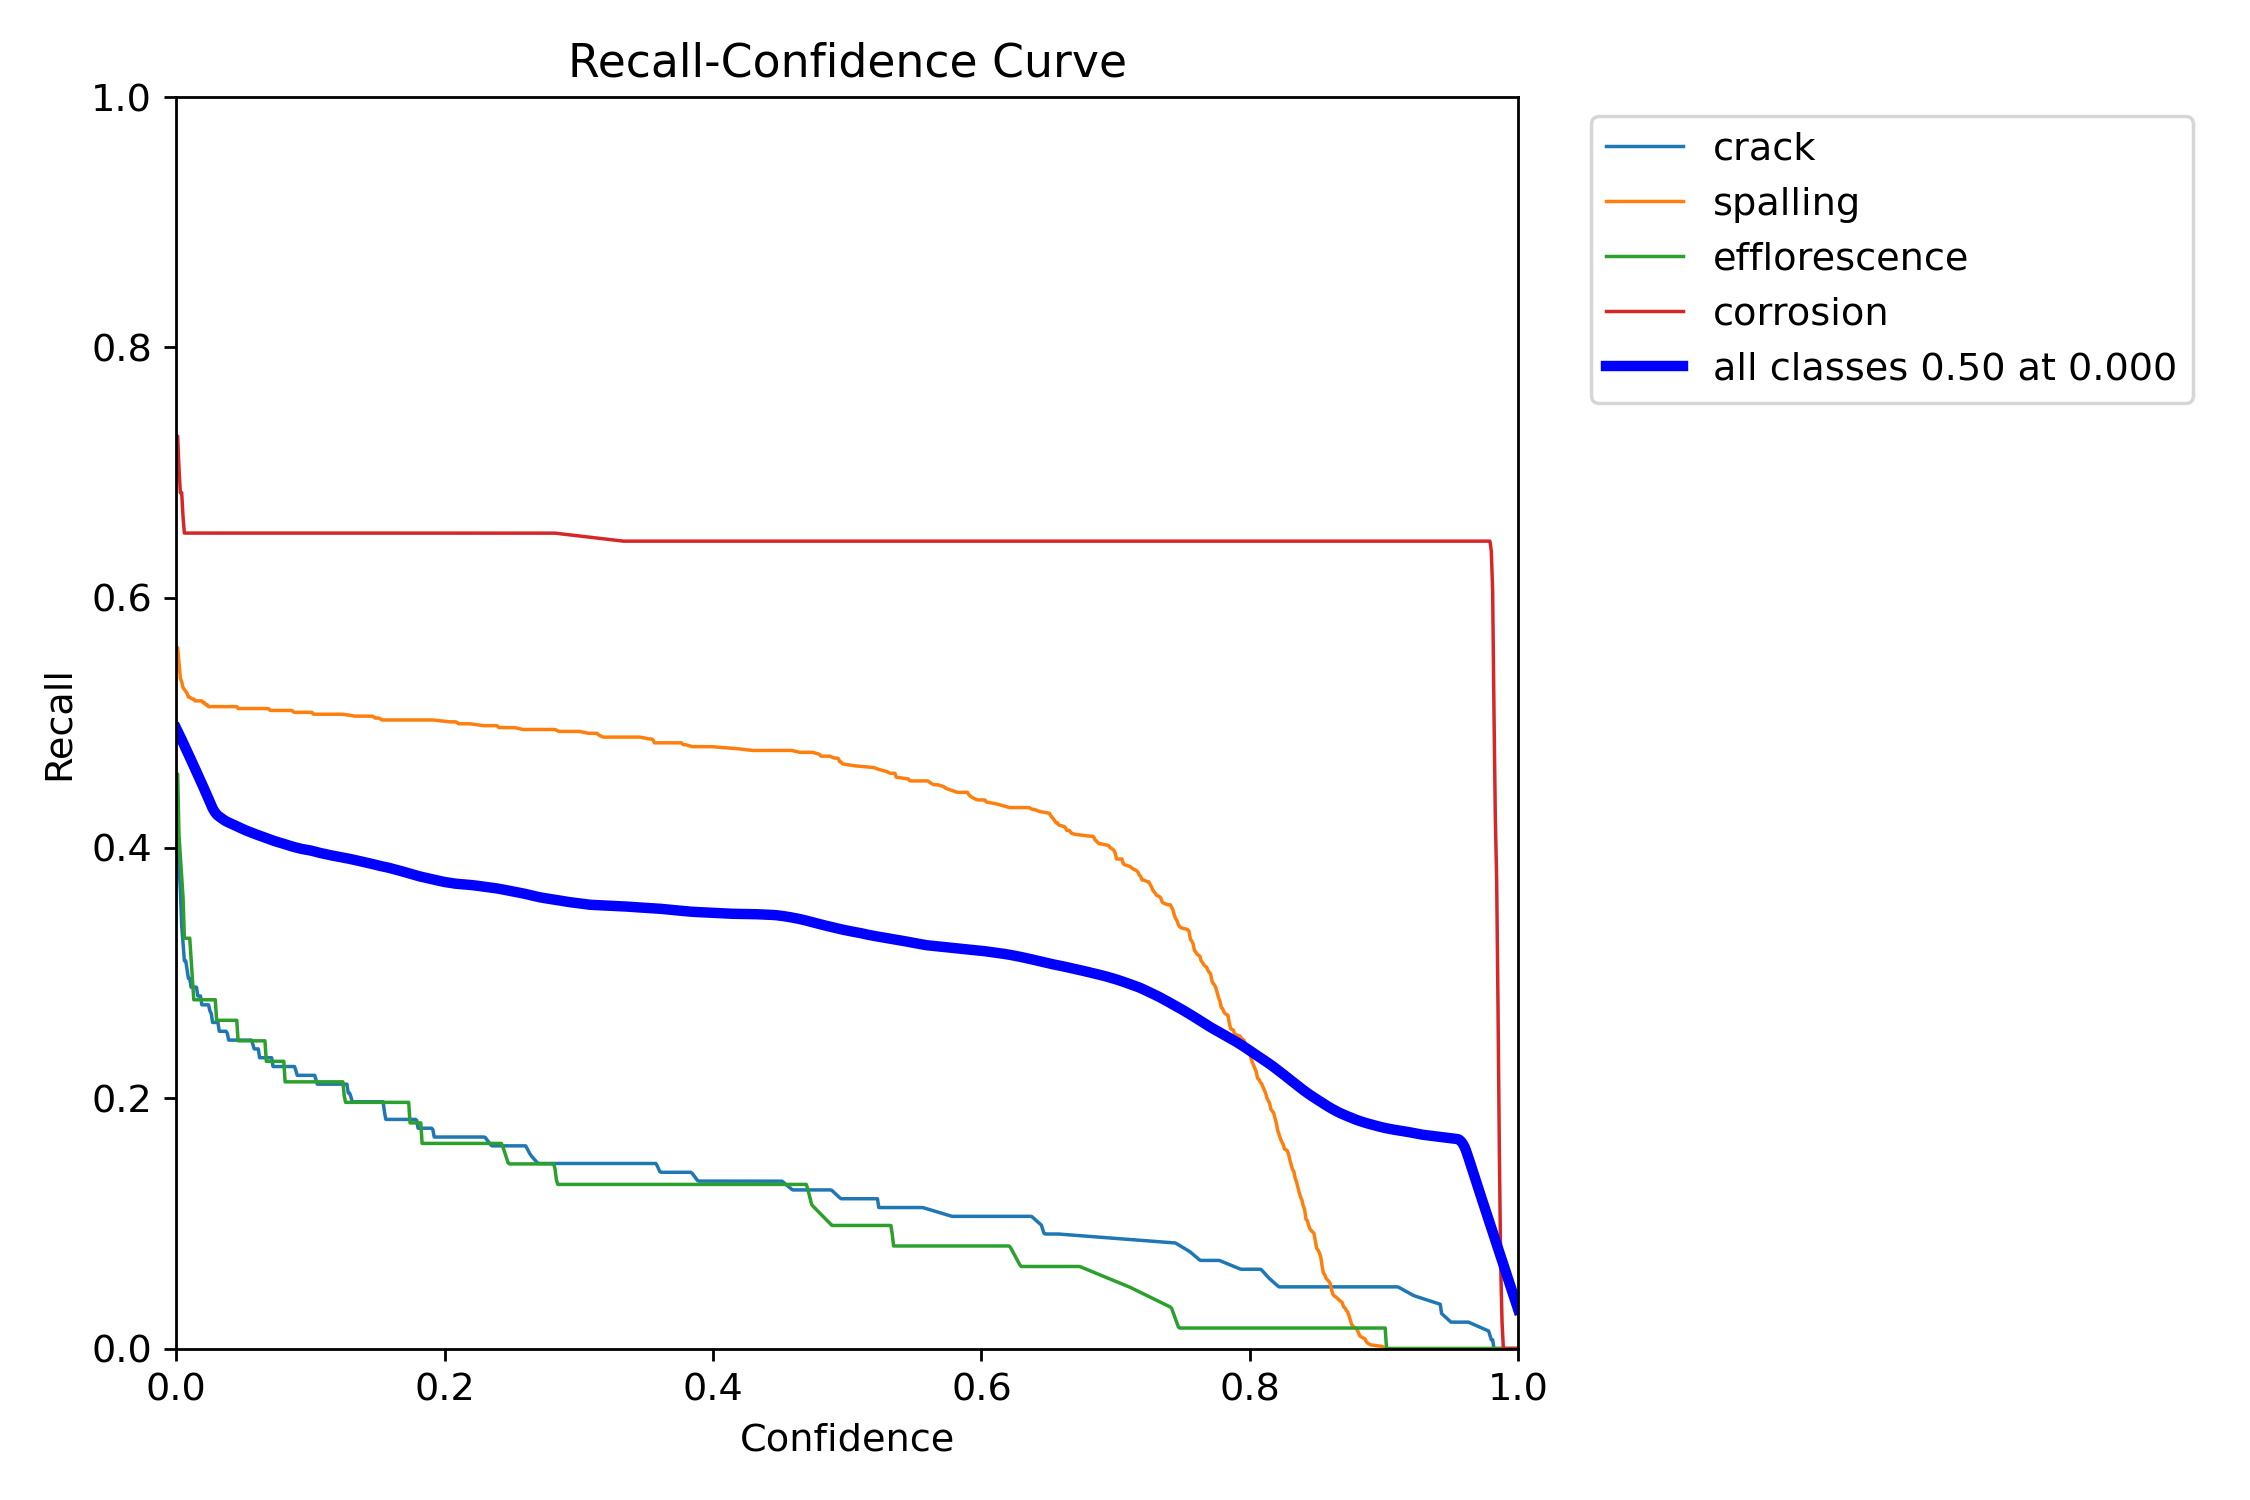 Recall-Confidence Curve
1.0
0.8
0.6
0.4
0.2
0.0
Recall
0.0 0.2 0.4 0.6 0.8 1.0
Confidence
crack
spalling
efflorescence
corrosion
all classes 0.50 at 0.000